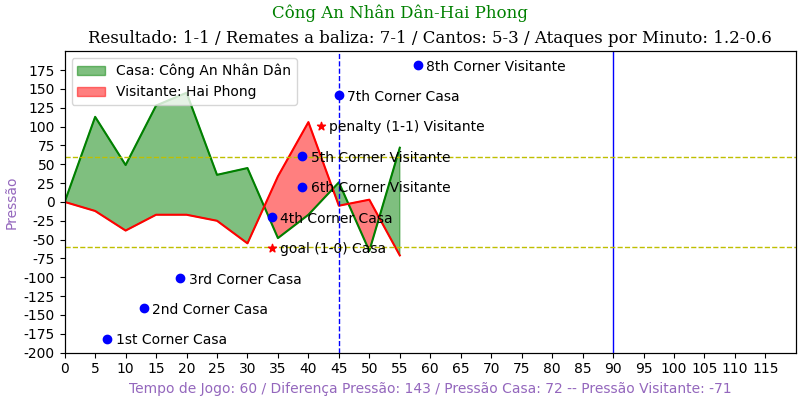 Công An Nhân Dân-Hai Phong
Resultado: 1-1 / Remates a baliza: 7-1 / Cantos: 5-3 / Ataques por Minuto: 1.2-0.6
Casa: Công An Nhân Dân
Visitante: Hai Phong
8th Corner Visitante
7th Corner Casa
penalty (1-1) Visitante
5th Corner Visitante
6th Corner Visitante
4th Corner Casa
goal (1-0) Casa
3rd Corner Casa
2nd Corner Casa
1st Corner Casa
Pressão
175
150
125
100
75
50
25
0
-25
-50
-75
-100
-125
-150
-175
-200
0 5 10 15 20 25 30 35 40 45 50 55 60 65 70 75 80 85 90 95 100 105 110 115
Tempo de Jogo: 60 / Diferença Pressão: 143 / Pressão Casa: 72 -- Pressão Visitante: -71